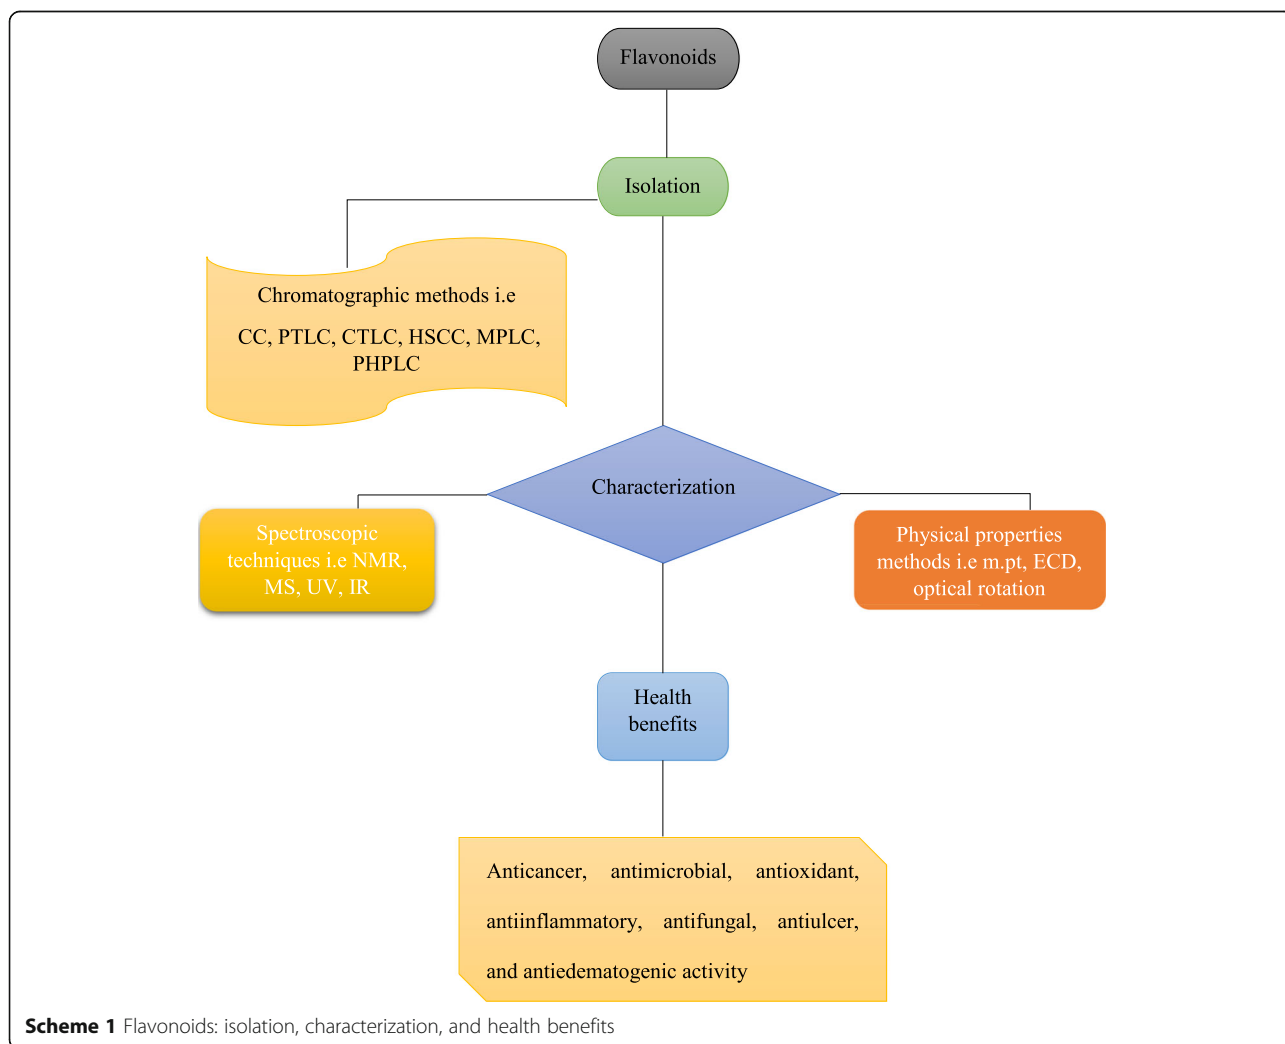 Flavonoids
Isolation
Chromatographic methods i.e
CC, PTLC, CTLC, HSCC, MPLC,
PHPLC
Characterization
Spectroscopic
techniques i.e NMR,
MS, UV, IR
Physical properties
methods i.e m.pt, ECD,
optical rotation
Health
benefits
Anticancer, antimicrobial, antioxidant,
antiinflammatory, antifungal, antiulcer,
and antiedematogenic activity
Scheme 1 Flavonoids: isolation, characterization, and health benefits